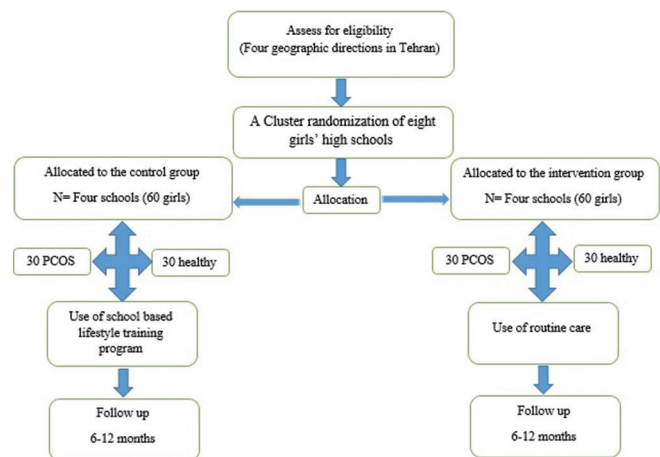 Assess for eligibility
(Four geographic directions in Tehran)
A Cluster randomization of eight
girls' high schools
Allocated to the control group
N= Four schools (60 girls)
Allocation
Allocated to the intervention group
N= Four schools (60 girls)
30 PCOS
30 healthy
30 PCOS
30 healthy
Use of school based
lifestyle training
program
Use of routine care
Follow up
6-12 months
Follow up
6-12 months